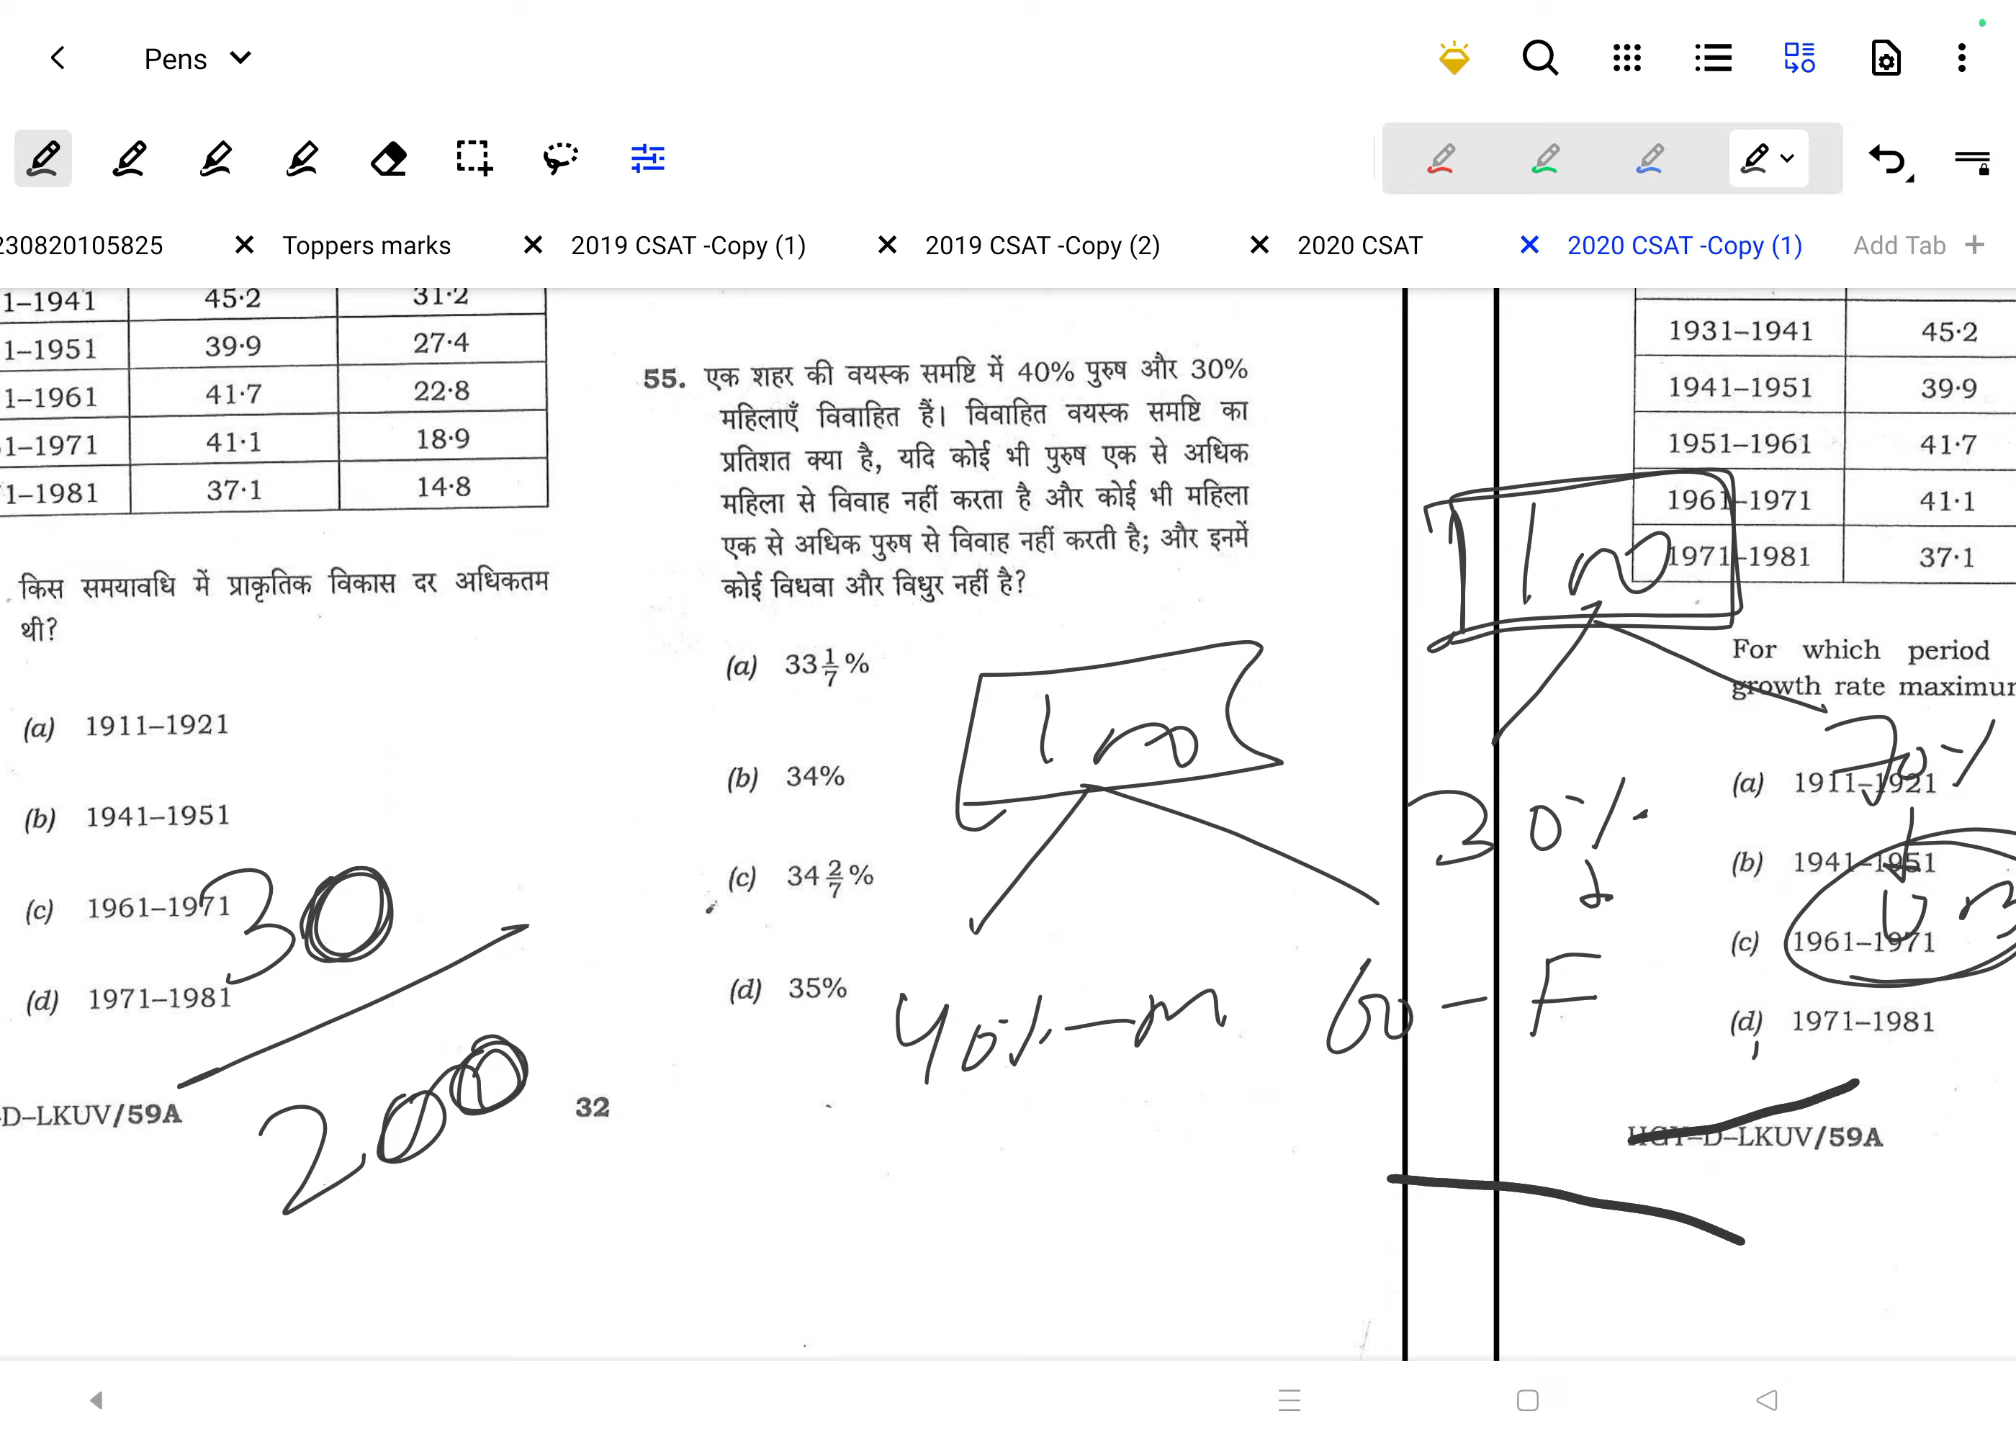 Pens
230820105825
Toppers marks
2019 CSAT -Copy (1)
2019 CSAT -Copy (2)
2020 CSAT
2020 CSAT -Copy (1)
Add Tab +
1–1941 45·2 31·2
1–1951 39·9 27·4
1–1961 41·7 22·8
1–1971 41·1 18·9
1–1981 37·1 14·8
किस समयावधि में प्राकृतिक विकास दर अधिकतम
थी?
(a) 1911–1921
(b) 1941–1951
(c) 1961–1971
(d) 1971–1981
30
200
D–LKUV/59A
32
55. एक शहर की वयस्क समष्टि में 40% पुरुष और 30%
महिलाएँ विवाहित हैं। विवाहित वयस्क समष्टि का
प्रतिशत क्या है, यदि कोई भी पुरुष एक से अधिक
महिला से विवाह नहीं करता है और कोई भी महिला
एक से अधिक पुरुष से विवाह नहीं करती है; और इनमें
कोई विधवा और विधुर नहीं है?
(a) 33 1/7 %
(b) 34%
(c) 34 2/7 %
(d) 35%
100
40% – m
60 – F
1931–1941 45·2
1941–1951 39·9
1951–1961 41·7
1961–1971 41·1
1971–1981 37·1
100
For which period
growth rate maximu
70%
30%
(a) 1911–1921
(b) 1941–1951
(c) 1961–1971
(d) 1971–1981
HGY–D–LKUV/59A